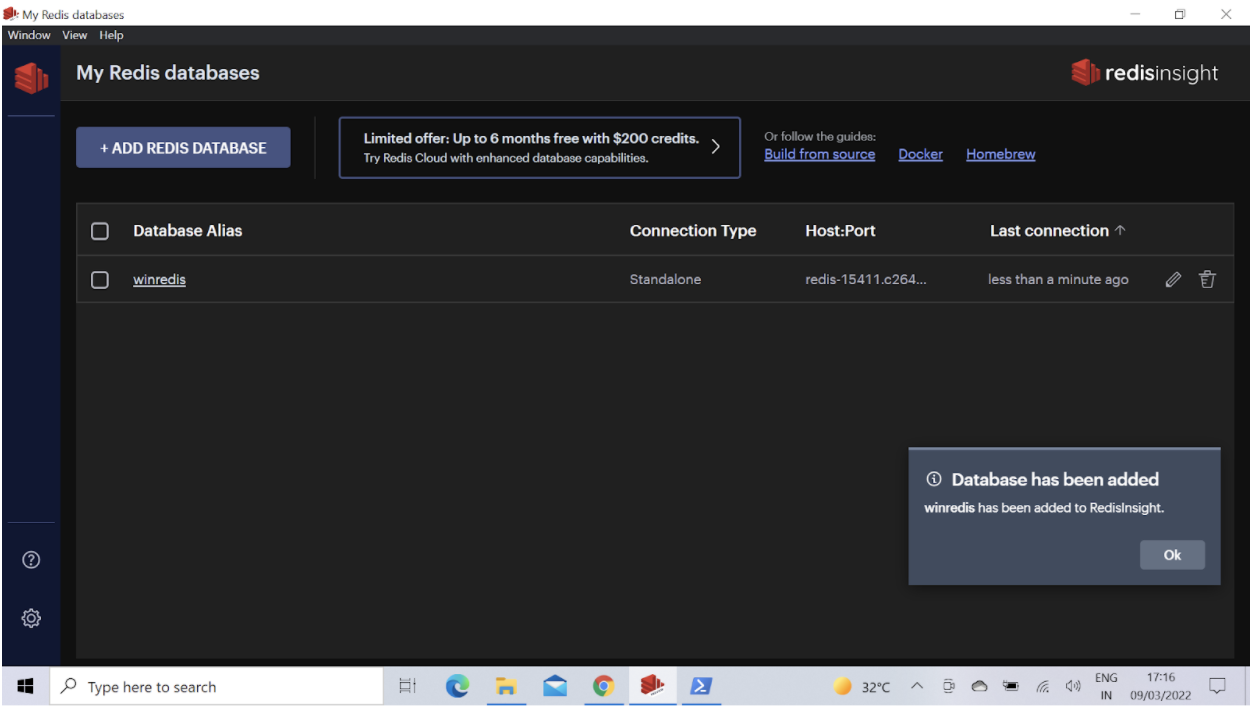 My Redis databases
Window View Help
My Redis databases
redisinsight
+ ADD REDIS DATABASE
Limited offer: Up to 6 months free with $200 credits.
Try Redis Cloud with enhanced database capabilities.
Or follow the guides:
Build from source Docker Homebrew
Database Alias Connection Type Host:Port Last connection
winredis Standalone redis-15411.c264... less than a minute ago
Database has been added
winredis has been added to RedisInsight.
Ok
Type here to search
32°C
ENG
IN
17:16
09/03/2022